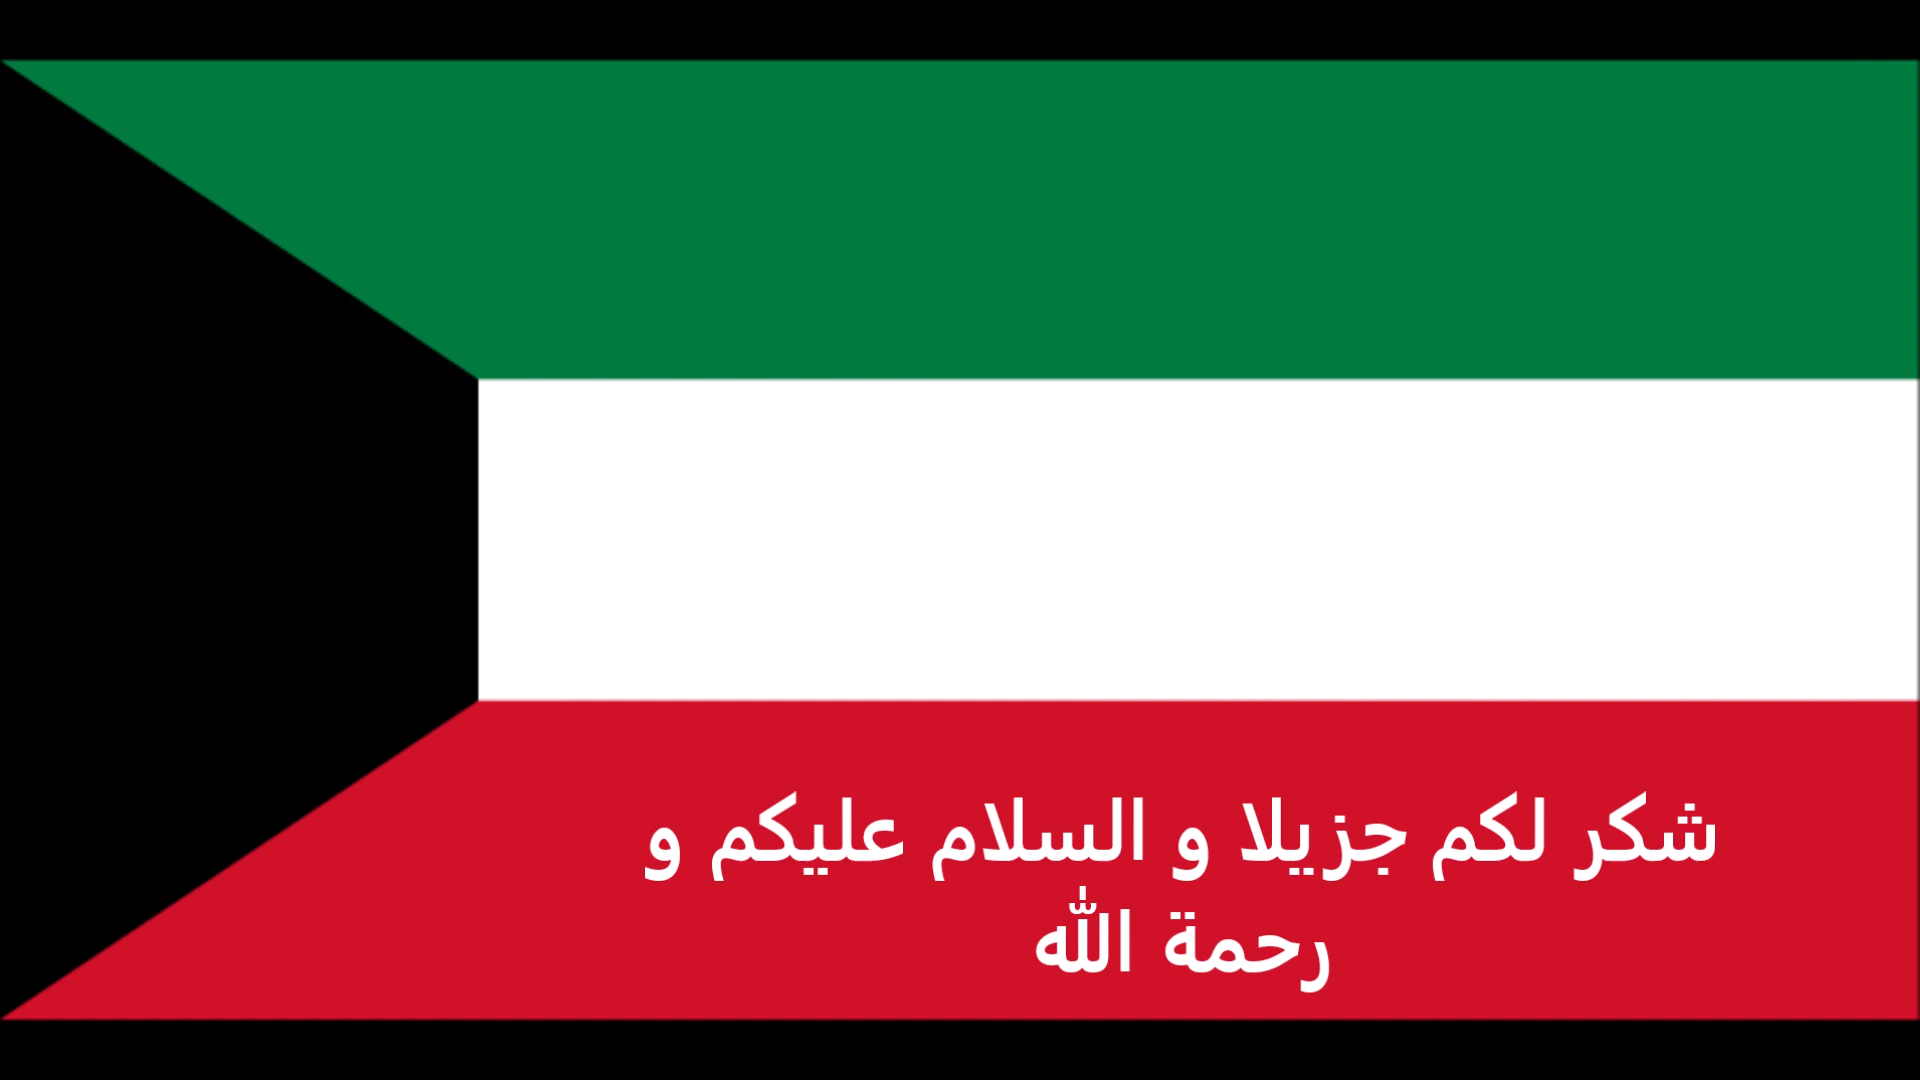 شكر لكم جزيلا و السلام عليكم و
رحمة الله